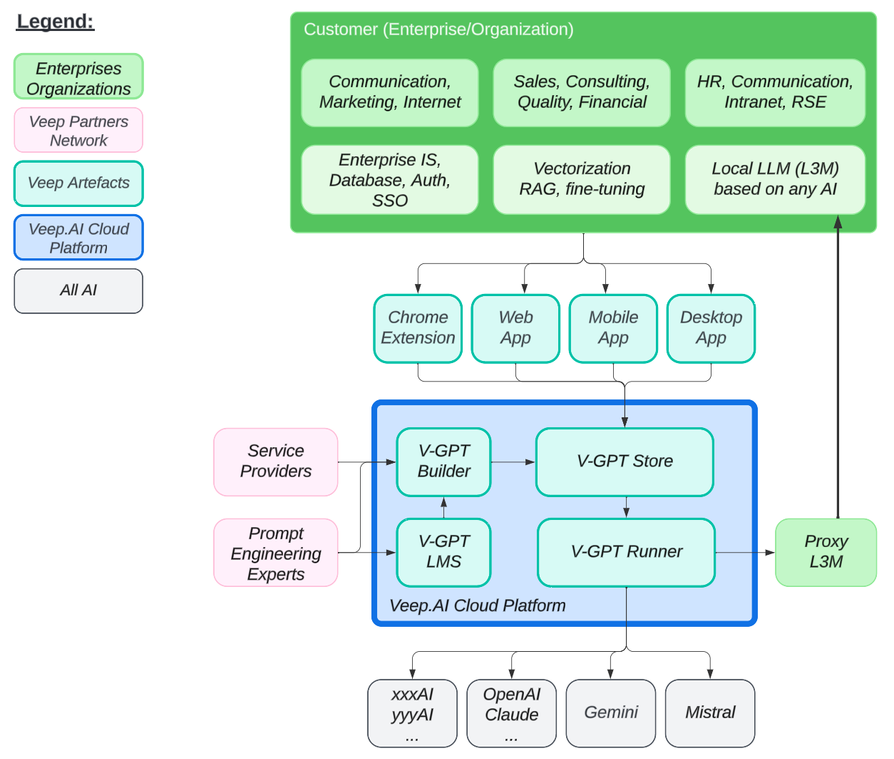 Legend:
Enterprises
Organizations
Veep Partners
Network
Veep Artefacts
Veep.AI Cloud
Platform
All AI
Customer (Enterprise/Organization)
Communication,
Marketing, Internet
Sales, Consulting,
Quality, Financial
HR, Communication,
Intranet, RSE
Enterprise IS,
Database, Auth,
SSO
Vectorization
RAG, fine-tuning
Local LLM (L3M)
based on any AI
Chrome
Extension
Web
App
Mobile
App
Desktop
App
Service
Providers
V-GPT
Builder
V-GPT Store
Prompt
Engineering
Experts
V-GPT
LMS
V-GPT Runner
Proxy
L3M
Veep.AI Cloud Platform
xxxAI
yyyAI
...
OpenAI
Claude
...
Gemini
Mistral